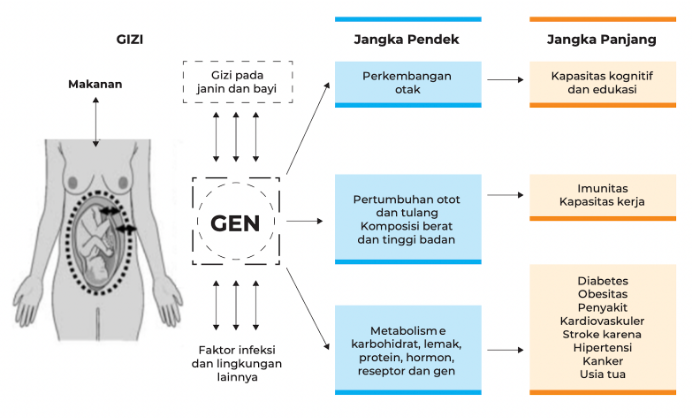 GIZI
Makanan
Gizi pada
janin dan bayi
GEN
Faktor infeksi
dan lingkungan
lainnya
Jangka Pendek
Perkembangan
otak
Pertumbuhan otot
dan tulang
Komposisi berat
dan tinggi badan
Metabolisme
karbohidrat, lemak,
protein, hormon,
reseptor dan gen
Jangka Panjang
Kapasitas kognitif
dan edukasi
Imunitas
Kapasitas kerja
Diabetes
Obesitas
Penyakit
Kardiovaskuler
Stroke karena
Hipertensi
Kanker
Usia tua